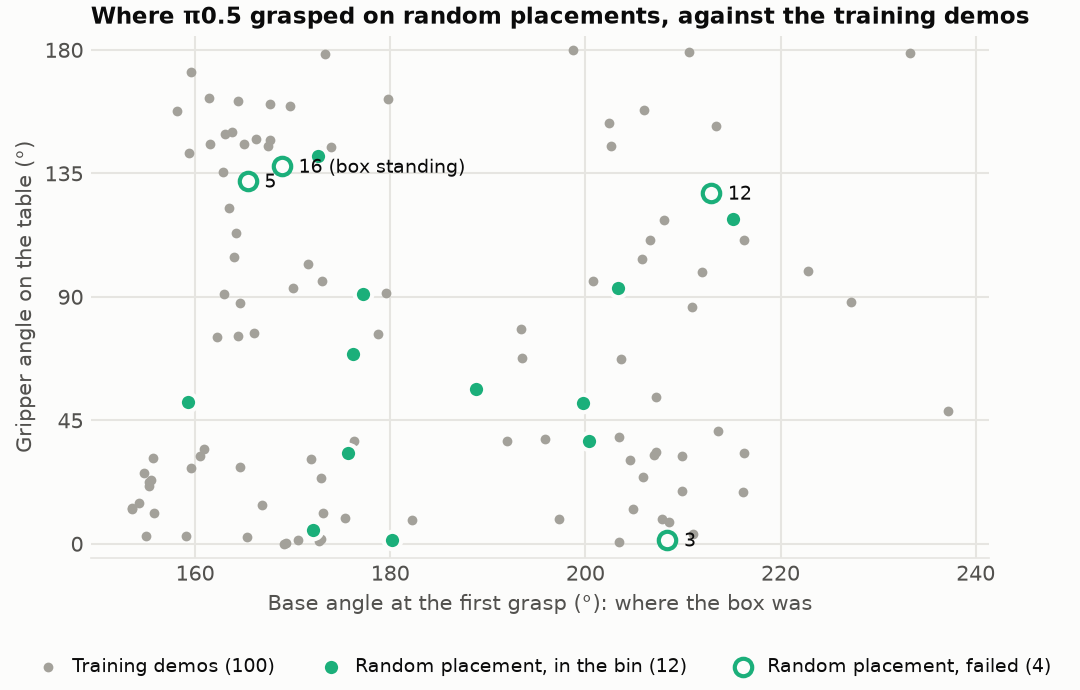 Where π0.5 grasped on random placements, against the training demos
Gripper angle on the table (°)
180
135
90
45
0
16 (box standing)
5
12
3
160
180
200
220
240
Base angle at the first grasp (°): where the box was
Training demos (100)
Random placement, in the bin (12)
Random placement, failed (4)